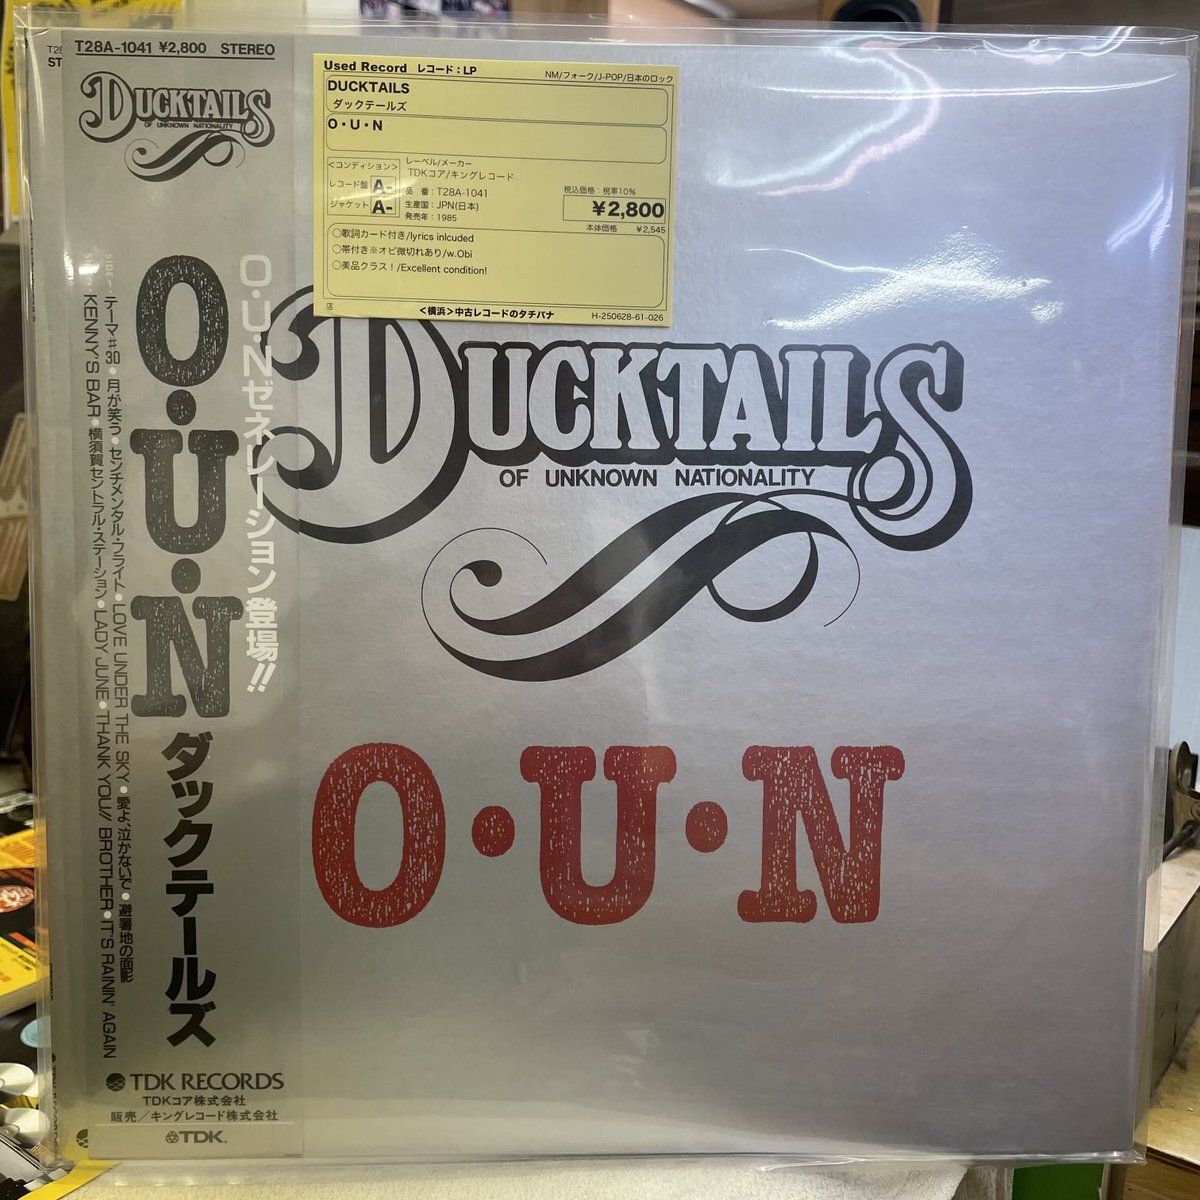 T28A-1041 ¥2,800 STEREO
DUCKTAILS
OF UNKNOWN NATIONALITY
O・U・Nゼネレーション登場!!
O・U・N
ダックテールズ
テーマ#30・月が笑う・センチメンタル・フライト・LOVE UNDER THE SKY・愛よ、泣かないで・避暑地の面影
KENNY'S BAR・横須賀セントラル・ステーション・LADY JUNE・THANK YOU!! BROTHER・IT'S RAININ' AGAIN
TDK RECORDS
TDKコア株式会社
販売／キングレコード株式会社
TDK.
Used Record レコード：LP
NM/フォーク/J-POP/日本のロック
DUCKTAILS
ダックテールズ
O・U・N
<コンディション>
レコード盤 A-
ジャケット A-
レーベル/メーカー
TDKコア/キングレコード
品 番：T28A-1041
生産国：JPN(日本)
発売年：1985
税込価格：税率10%
¥2,800
本体価格 ¥2,545
○歌詞カード付き/lyrics inlcuded
○帯付き※オビ微切れあり/w.Obi
○美品クラス！/Excellent condition!
店
<横浜>中古レコードのタチバナ
H-250628-61-026
DUCKTAILS
OF UNKNOWN NATIONALITY
O・U・N